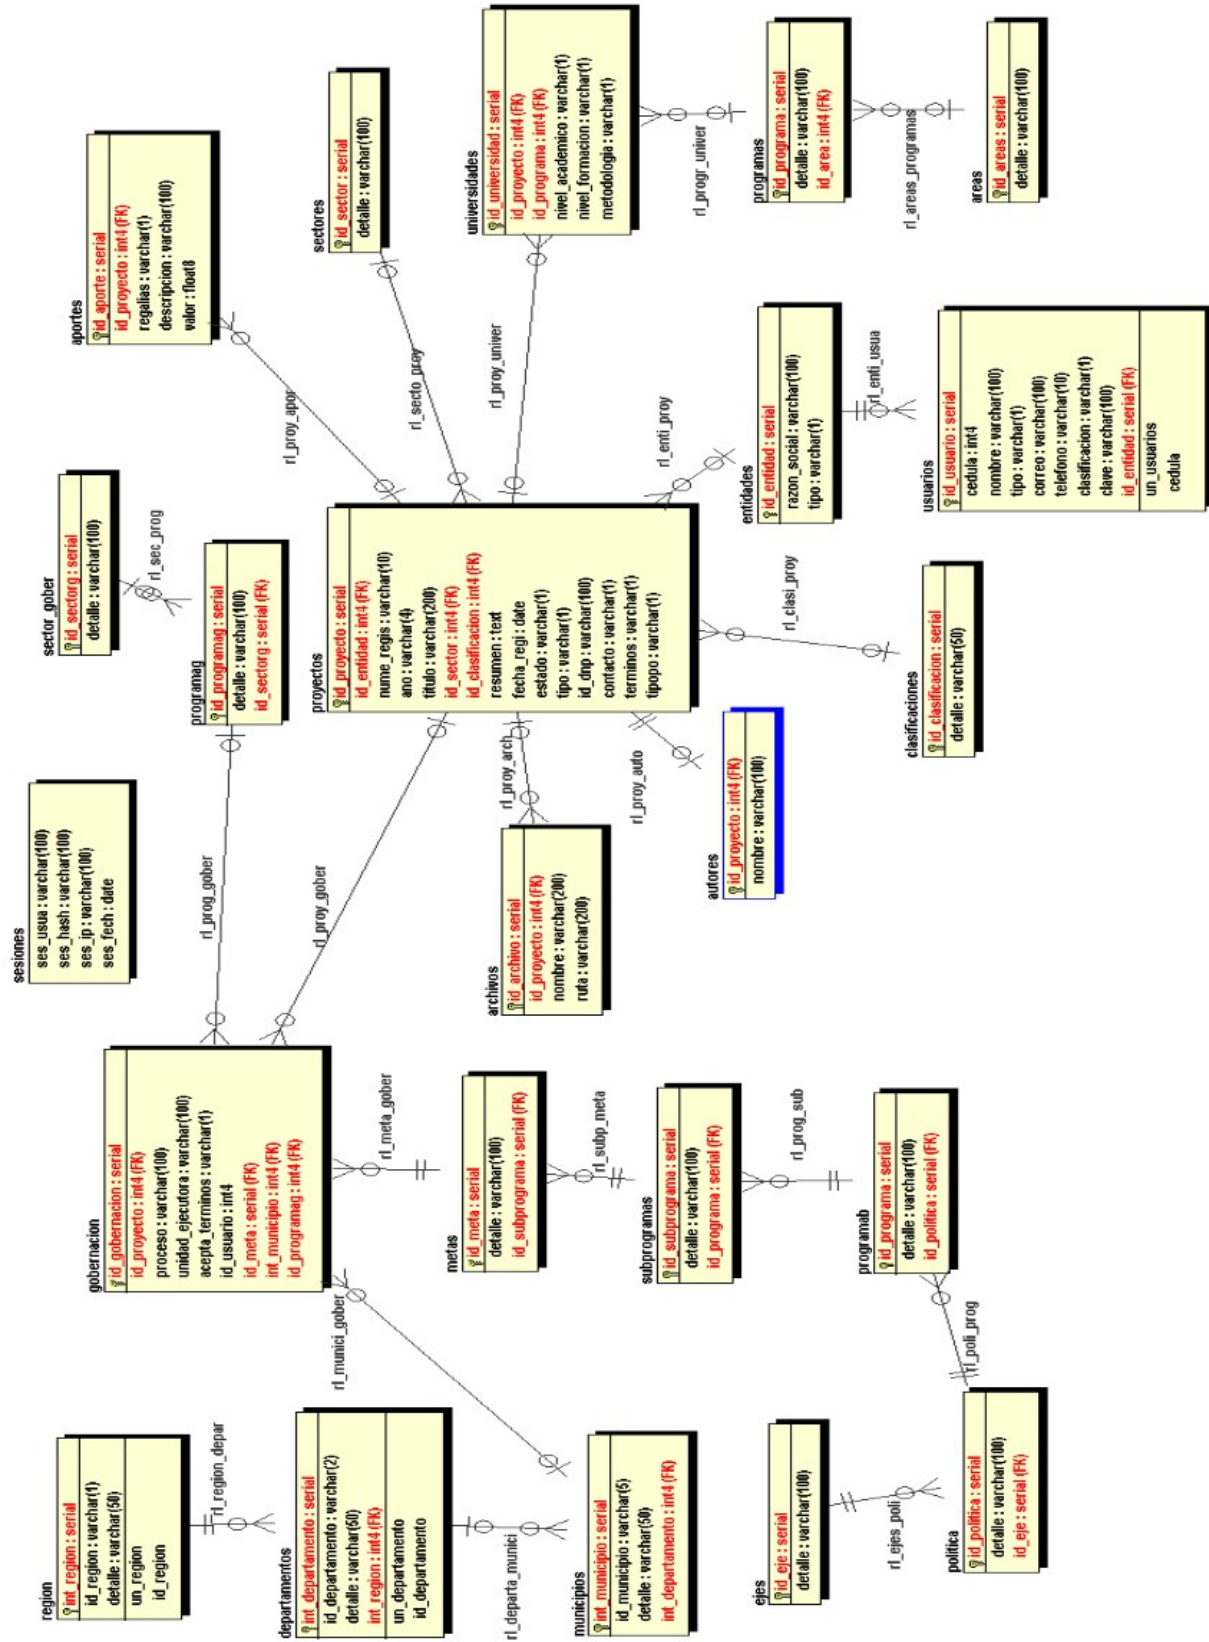 region
int_region : serial
id_region : varchar(1)
detalle : varchar(50)
un_region
id_region
rl_region_depar
departamentos
int_departamento : serial
id_departamento : varchar(2)
detalle : varchar(50)
int_region : int4 (FK)
un_departamento
id_departamento
rl_departa_munici
municipios
int_municipio : serial
id_municipio : varchar(5)
detalle : varchar(50)
int_departamento : int4 (FK)
rl_munici_gober
ejes
id_eje : serial
detalle : varchar(100)
rl_ejes_poli
politica
id_politica : serial
detalle : varchar(100)
id_eje : serial (FK)
rl_poli_prog
gobernacion
id_gobernacion : serial
id_proyecto : int4 (FK)
proceso : varchar(100)
unidad_ejecutora : varchar(100)
acepta_terminos : varchar(1)
id_usuario : int4
id_meta : serial (FK)
int_municipio : int4 (FK)
id_programag : int4 (FK)
rl_meta_gober
metas
id_meta : serial
detalle : varchar(100)
id_subprograma : serial (FK)
rl_subp_meta
subprogramas
id_subprograma : serial
detalle : varchar(100)
id_programa : serial (FK)
rl_prog_sub
programab
id_programa : serial
detalle : varchar(100)
id_politica : serial (FK)
sesiones
ses_usua : varchar(100)
ses_hash : varchar(100)
ses_ip : varchar(100)
ses_fech : date
rl_prog_gober
rl_proy_gober
archivos
id_archivo : serial
id_proyecto : int4 (FK)
nombre : varchar(200)
ruta : varchar(200)
rl_proy_arch
rl_proy_auto
autores
id_proyecto : int4 (FK)
nombre : varchar(100)
sector_gober
id_sectorg : serial
detalle : varchar(100)
rl_sec_prog
programag
id_programag : serial
detalle : varchar(100)
id_sectorg : serial (FK)
proyectos
id_proyecto : serial
id_entidad : int4 (FK)
nume_regis : varchar(10)
ano : varchar(4)
titulo : varchar(200)
id_sector : int4 (FK)
id_clasificacion : int4 (FK)
resumen : text
fecha_regi : date
estado : varchar(1)
tipo : varchar(1)
id_dnp : varchar(100)
contacto : varchar(1)
terminos : varchar(1)
tipopo : varchar(1)
rl_clasi_proy
clasificaciones
id_clasificacion : serial
detalle : varchar(50)
aportes
id_aporte : serial
id_proyecto : int4 (FK)
regalias : varchar(1)
descripcion : varchar(100)
valor : float8
rl_proy_apor
sectores
id_sector : serial
detalle : varchar(100)
rl_secto_proy
universidades
id_universidad : serial
id_proyecto : int4 (FK)
id_programa : int4 (FK)
nivel_academico : varchar(1)
nivel_formacion : varchar(1)
metodologia : varchar(1)
rl_proy_univer
rl_progr_univer
programas
id_programa : serial
detalle : varchar(100)
id_area : int4 (FK)
rl_areas_programas
areas
id_areas : serial
detalle : varchar(100)
rl_enti_proy
entidades
id_entidad : serial
razon_social : varchar(100)
tipo : varchar(1)
rl_enti_usua
usuarios
id_usuario : serial
cedula : int4
nombre : varchar(100)
tipo : varchar(1)
correo : varchar(100)
telefono : varchar(10)
clasificacion : varchar(1)
clave : varchar(100)
id_entidad : serial (FK)
un_usuarios
cedula